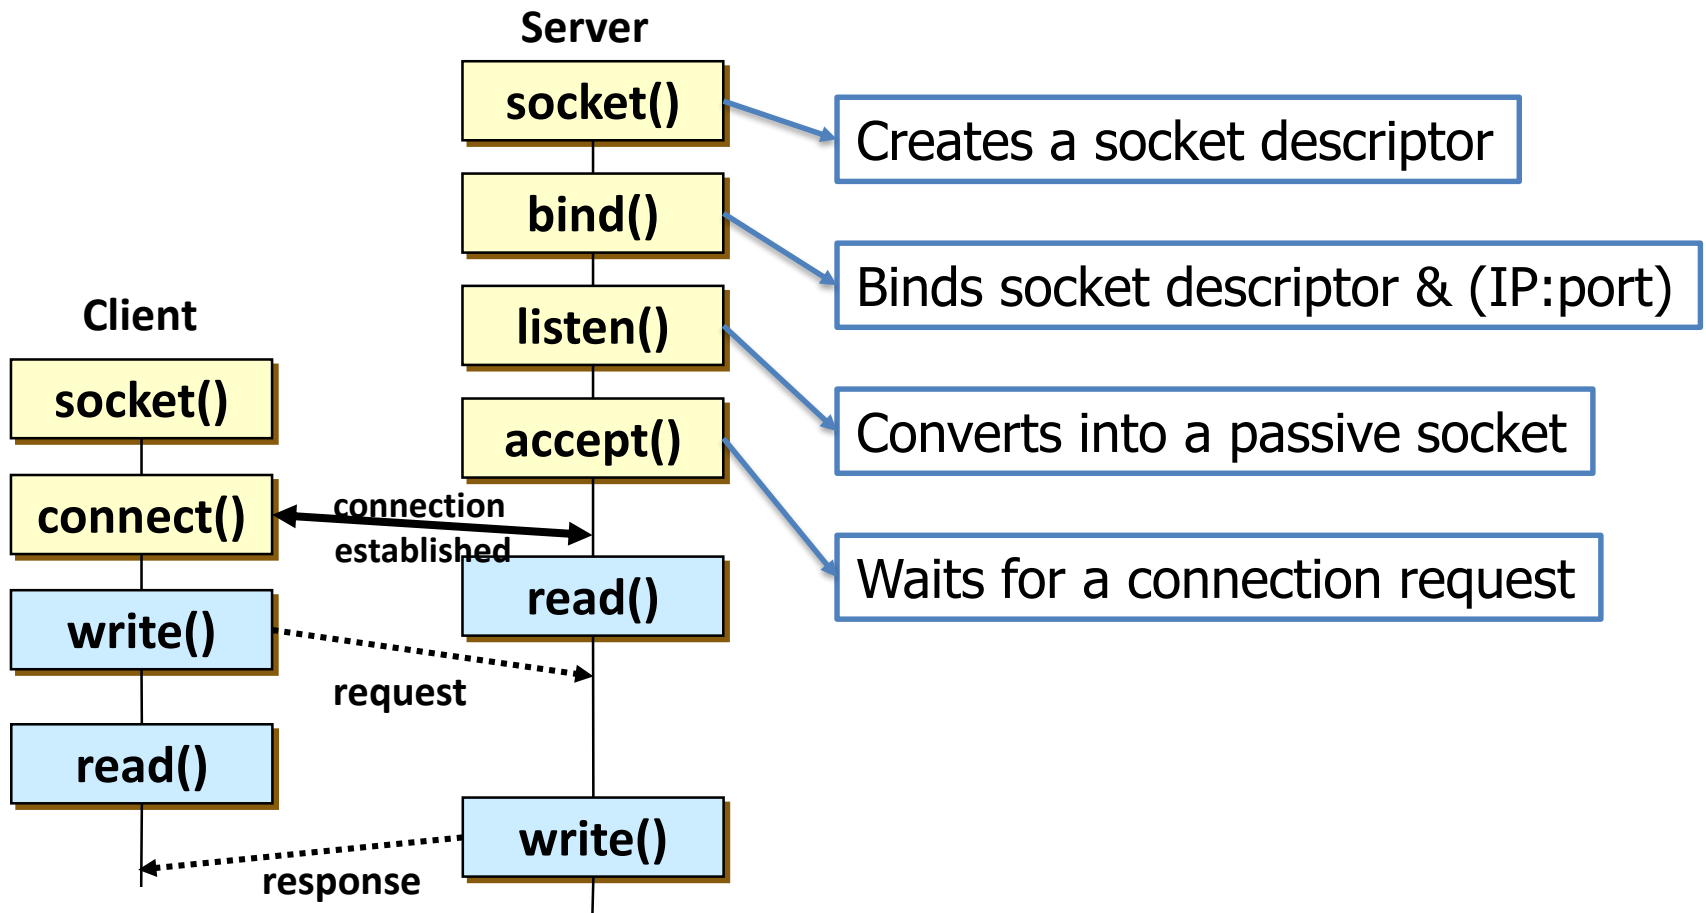 Server
socket()
Creates a socket descriptor
bind()
Binds socket descriptor & (IP:port)
Client
listen()
socket()
Converts into a passive socket
accept()
connect()
connection
established
Waits for a connection request
read()
write()
request
read()
write()
response